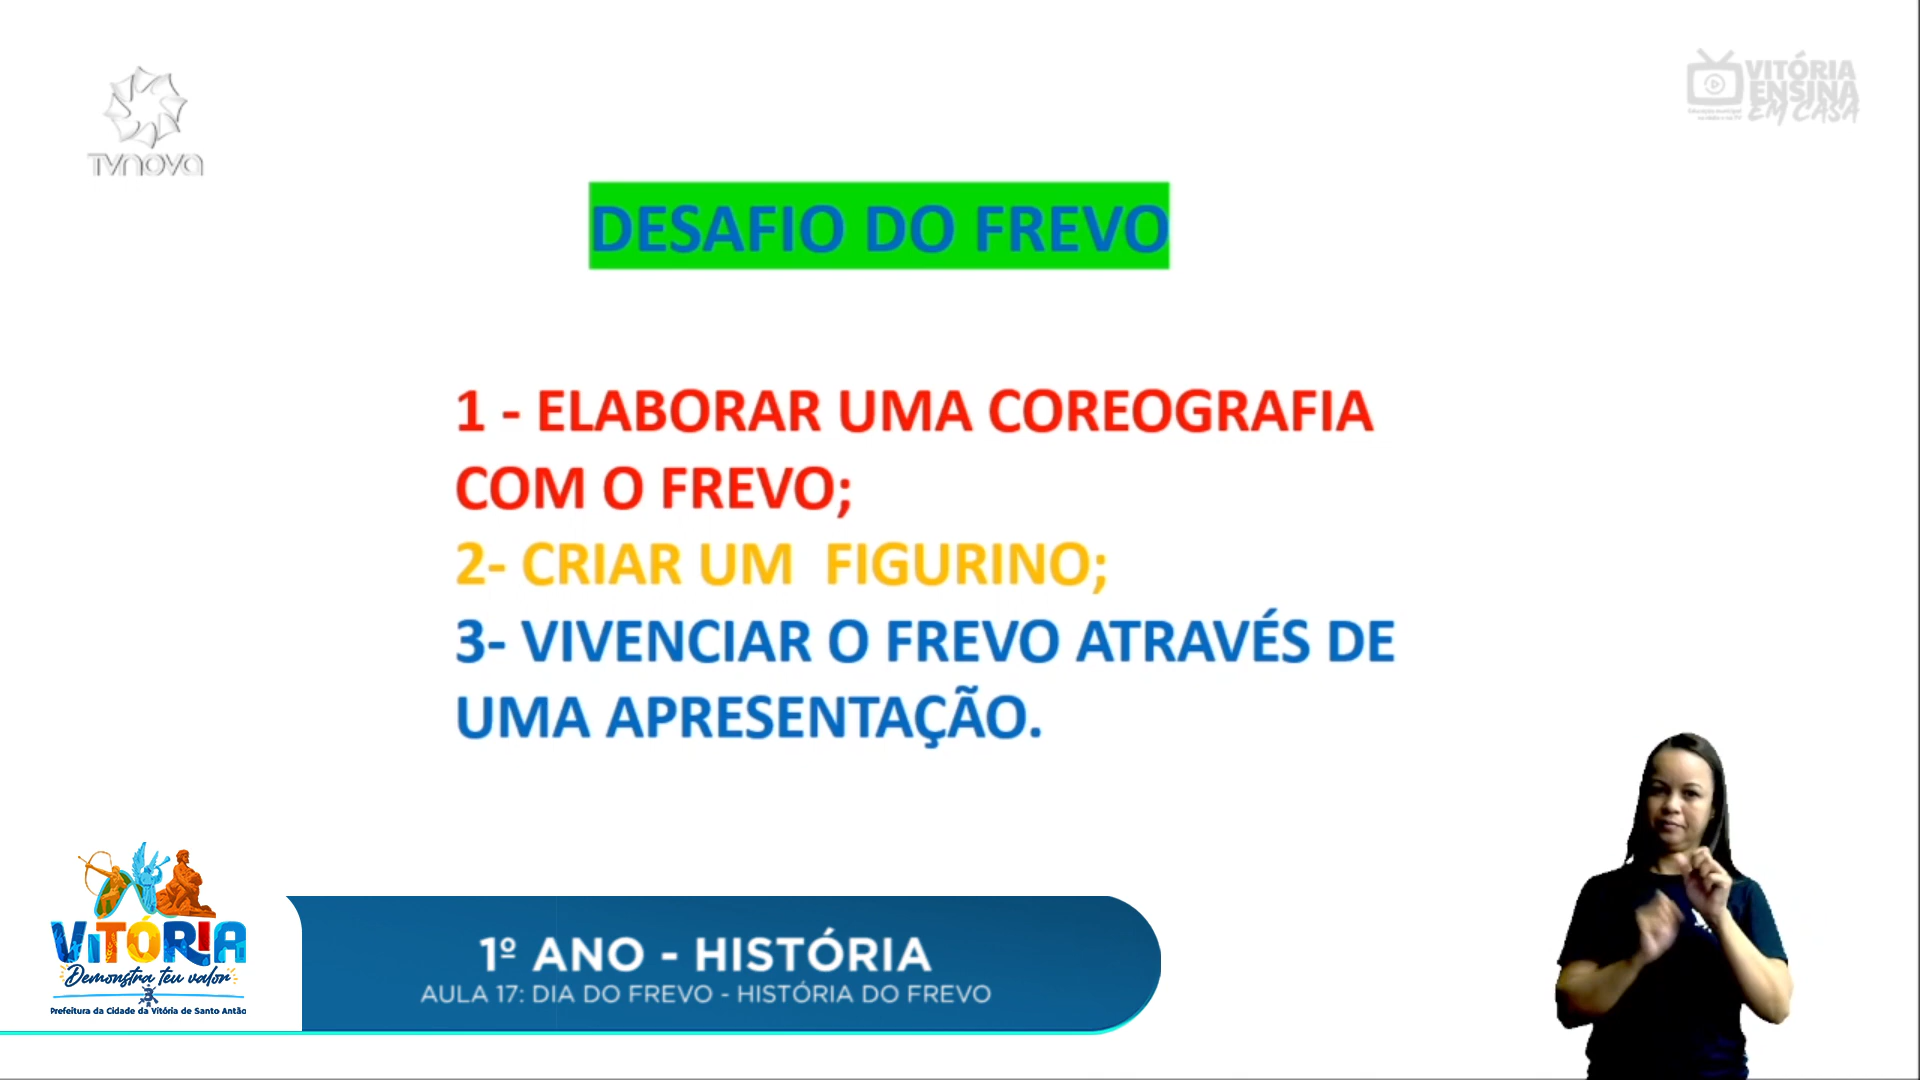 TVNOVA
VITÓRIA
ENSINA
EM CASA
DESAFIO DO FREVO
1 - ELABORAR UMA COREOGRAFIA
COM O FREVO;
2- CRIAR UM FIGURINO;
3- VIVENCIAR O FREVO ATRAVÉS DE
UMA APRESENTAÇÃO.
VITÓRIA
Demonstra teu valor
Prefeitura da Cidade da Vitória de Santo Antão
1º ANO - HISTÓRIA
AULA 17: DIA DO FREVO - HISTÓRIA DO FREVO